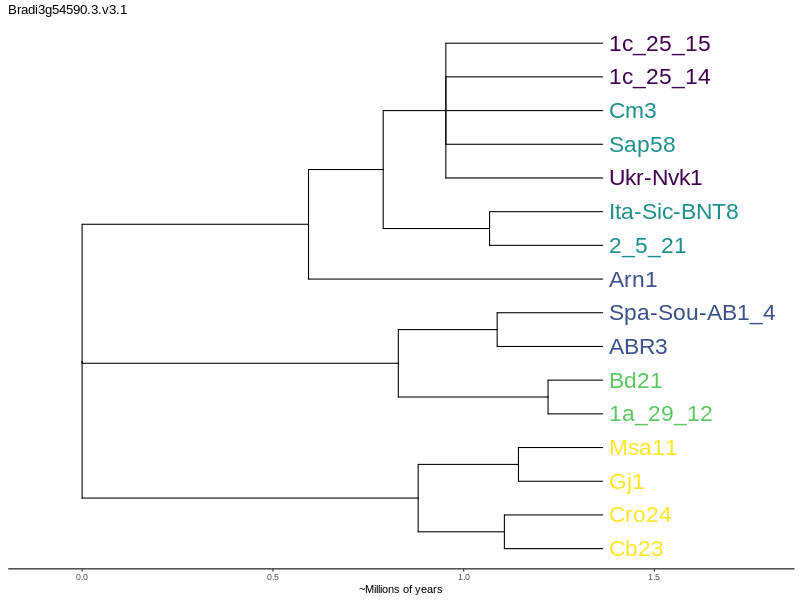 Bradi3g54590.3.v3.1
1c_25_15
1c_25_14
Cm3
Sap58
Ukr-Nvk1
Ita-Sic-BNT8
2_5_21
Arn1
Spa-Sou-AB1_4
ABR3
Bd21
1a_29_12
Msa11
Gj1
Cro24
Cb23
0.0 0.5 1.0 1.5
~Millions of years